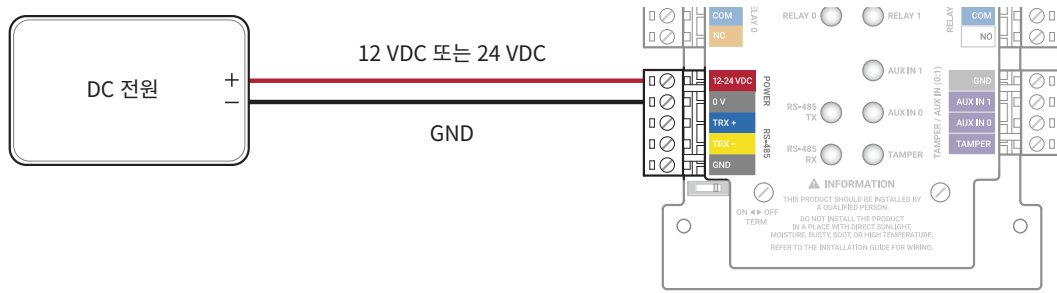 COM
NC
RELAY 0
RELAY 0
RELAY 1
RELAY
COM
NO
12 VDC 또는 24 VDC
DC 전원
+
−
GND
12-24 VDC
0 V
TRX +
TRX −
GND
POWER
RS-485
AUX IN 1
RS-485
TX
AUX IN 0
RS-485
RX
TAMPER
TAMPER / AUX IN (0:1)
GND
AUX IN 1
AUX IN 0
TAMPER
ON ◂▸ OFF
TERM
INFORMATION
THIS PRODUCT SHOULD BE INSTALLED BY
A QUALIFIED PERSON.
DO NOT INSTALL THE PRODUCT
IN A PLACE WITH DIRECT SUNLIGHT,
MOISTURE, DUSTY, SOOT, OR HIGH TEMPERATURE.
REFER TO THE INSTALLATION GUIDE FOR WIRING.